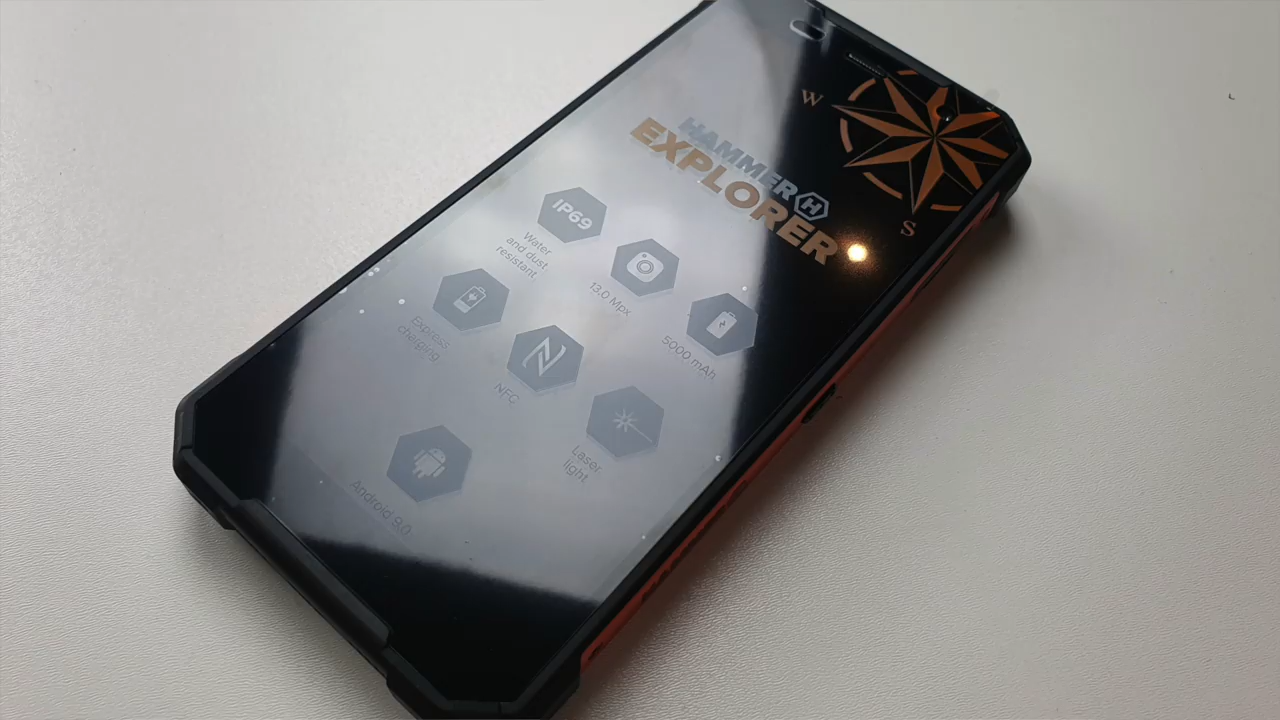 W
S
HAMMER H
EXPLORER
IP69
Water
and dust
resistant
13.0 Mpx
5000 mAh
Express
charging
NFC
Laser
light
Android 9.0